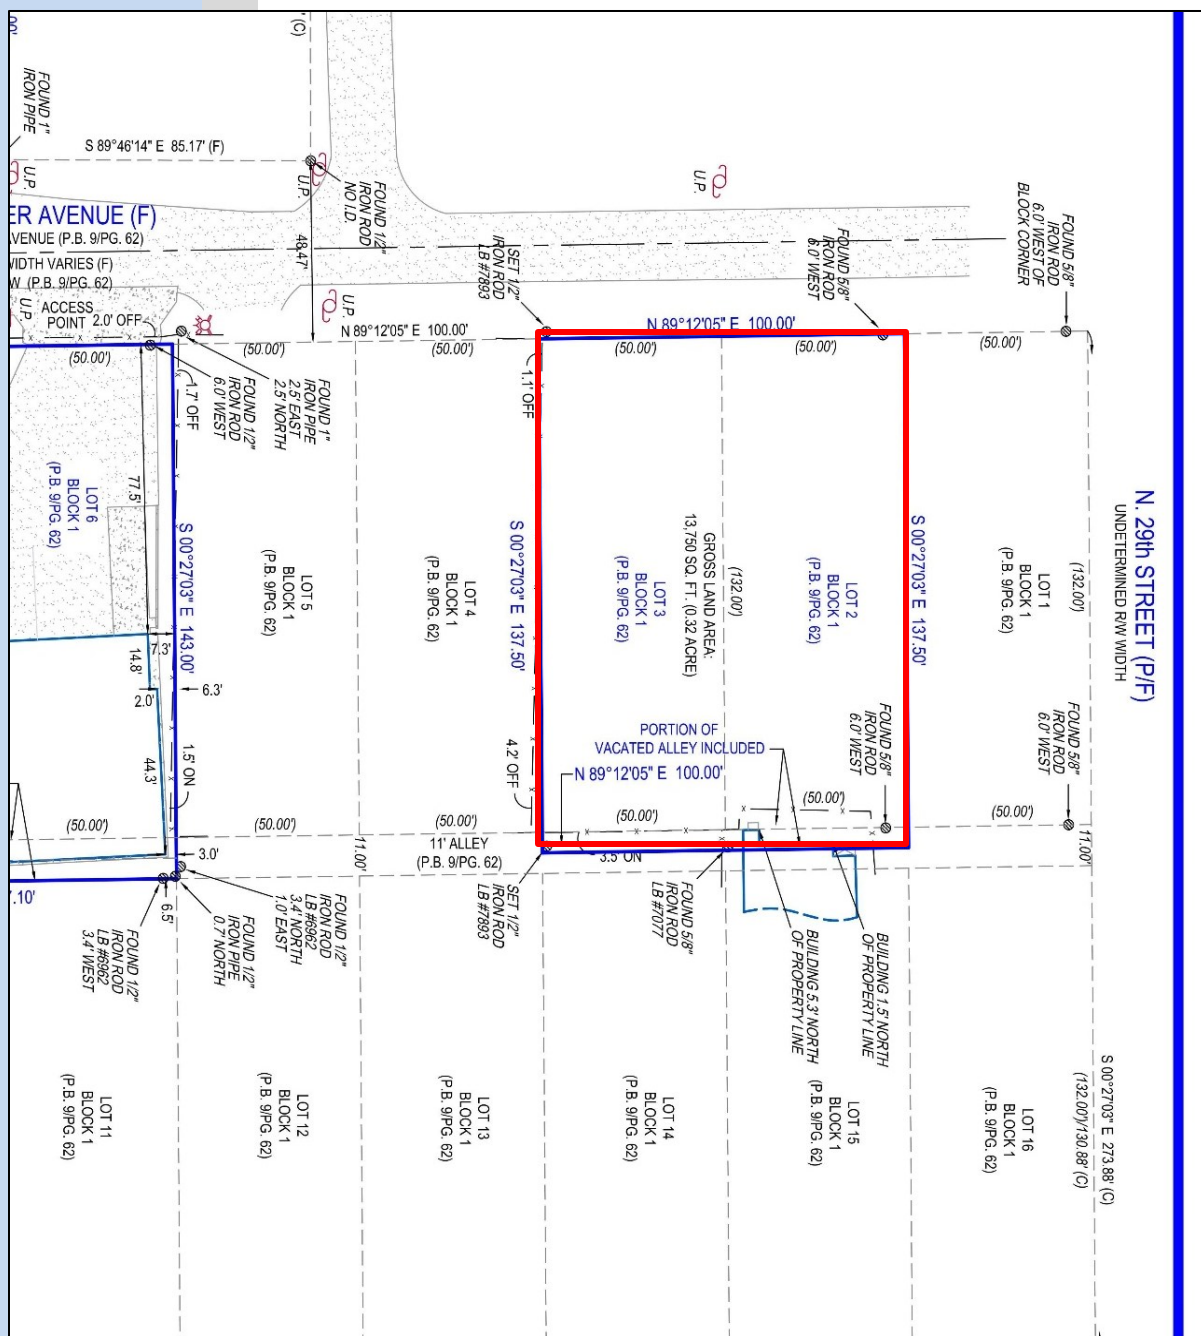 (C)
FOUND 1"
IRON PIPE
S 89°46'14" E 85.17' (F)
U.P.
U.P.
FOUND 1/2"
IRON ROD
NO I.D
U.P.
FOUND 5/8"
IRON ROD
6.0' WEST OF
BLOCK CORNER
ER AVENUE (F)
AVENUE (P.B. 9/PG. 62)
WIDTH VARIES (F)
W (P.B. 9/PG. 62)
48.47'
SET 1/2"
IRON ROD
LB #7893
FOUND 5/8"
IRON ROD
6.0' WEST
U.P.
ACCESS
POINT
2.0' OFF
U.P.
N 89°12'05" E 100.00'
N 89°12'05" E 100.00'
(50.00')
(50.00')
(50.00')
(50.00')
(50.00')
(50.00')
1.7' OFF
FOUND 1/2"
IRON ROD
6.0' WEST
FOUND 1"
IRON PIPE
2.5' EAST
2.5' NORTH
1.1' OFF
77.5'
LOT 6
BLOCK 1
(P.B. 9/PG. 62)
S 00°27'03" E 143.00'
LOT 5
BLOCK 1
(P.B. 9/PG. 62)
LOT 4
BLOCK 1
(P.B. 9/PG. 62)
S 00°27'03" E 137.50'
LOT 3
BLOCK 1
(P.B. 9/PG. 62)
GROSS LAND AREA:
13,750 SQ. FT. (0.32 ACRE)
(132.00')
LOT 2
BLOCK 1
(P.B. 9/PG. 62)
S 00°27'03" E 137.50'
LOT 1
BLOCK 1
(P.B. 9/PG. 62)
(132.00')
N. 29th STREET (P/F)
UNDETERMINED R/W WIDTH
7.3'
14.8'
2.0'
6.3'
44.3'
1.5' ON
4.2' OFF
PORTION OF
VACATED ALLEY INCLUDED
N 89°12'05" E 100.00'
FOUND 5/8"
IRON ROD
6.0' WEST
FOUND 5/8"
IRON ROD
6.0' WEST
(50.00')
(50.00')
(50.00')
(50.00')
(50.00')
(50.00')
3.0'
11.00'
11' ALLEY
(P.B. 9/PG. 62)
3.5' ON
11.00'
7.10'
6.5'
FOUND 1/2"
IRON ROD
LB #6962
3.4' WEST
FOUND 1/2"
IRON PIPE
0.7' NORTH
FOUND 1/2"
IRON ROD
LB #6962
3.4' NORTH
1.0' EAST
SET 1/2"
IRON ROD
LB #7893
FOUND 5/8"
IRON ROD
LB #7077
BUILDING 5.3' NORTH
OF PROPERTY LINE
BUILDING 1.5' NORTH
OF PROPERTY LINE
LOT 11
BLOCK 1
(P.B. 9/PG. 62)
LOT 12
BLOCK 1
(P.B. 9/PG. 62)
LOT 13
BLOCK 1
(P.B. 9/PG. 62)
LOT 14
BLOCK 1
(P.B. 9/PG. 62)
LOT 15
BLOCK 1
(P.B. 9/PG. 62)
LOT 16
BLOCK 1
(P.B. 9/PG. 62)
S 00°27'03" E 273.88' (C)
(132.00')/130.88' (C)